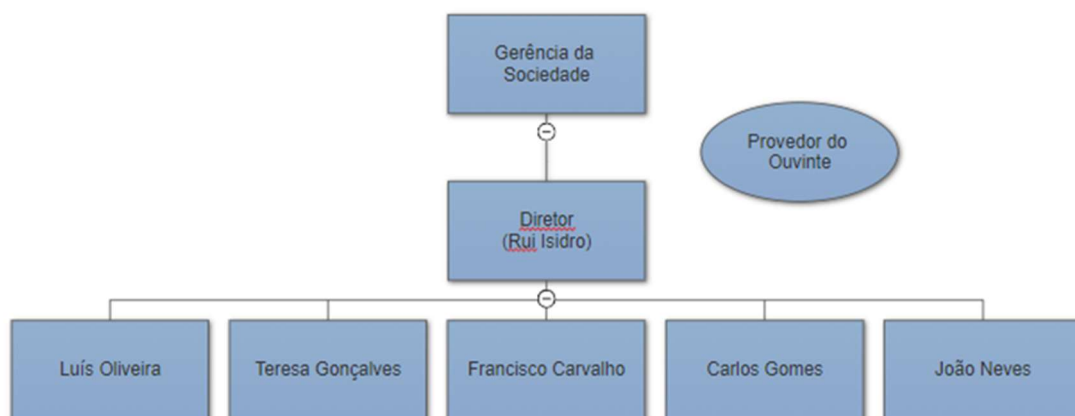 Gerência da
Sociedade
Provedor do
Ouvinte
Diretor
(Rui Isidro)
Luís Oliveira
Teresa Gonçalves
Francisco Carvalho
Carlos Gomes
João Neves